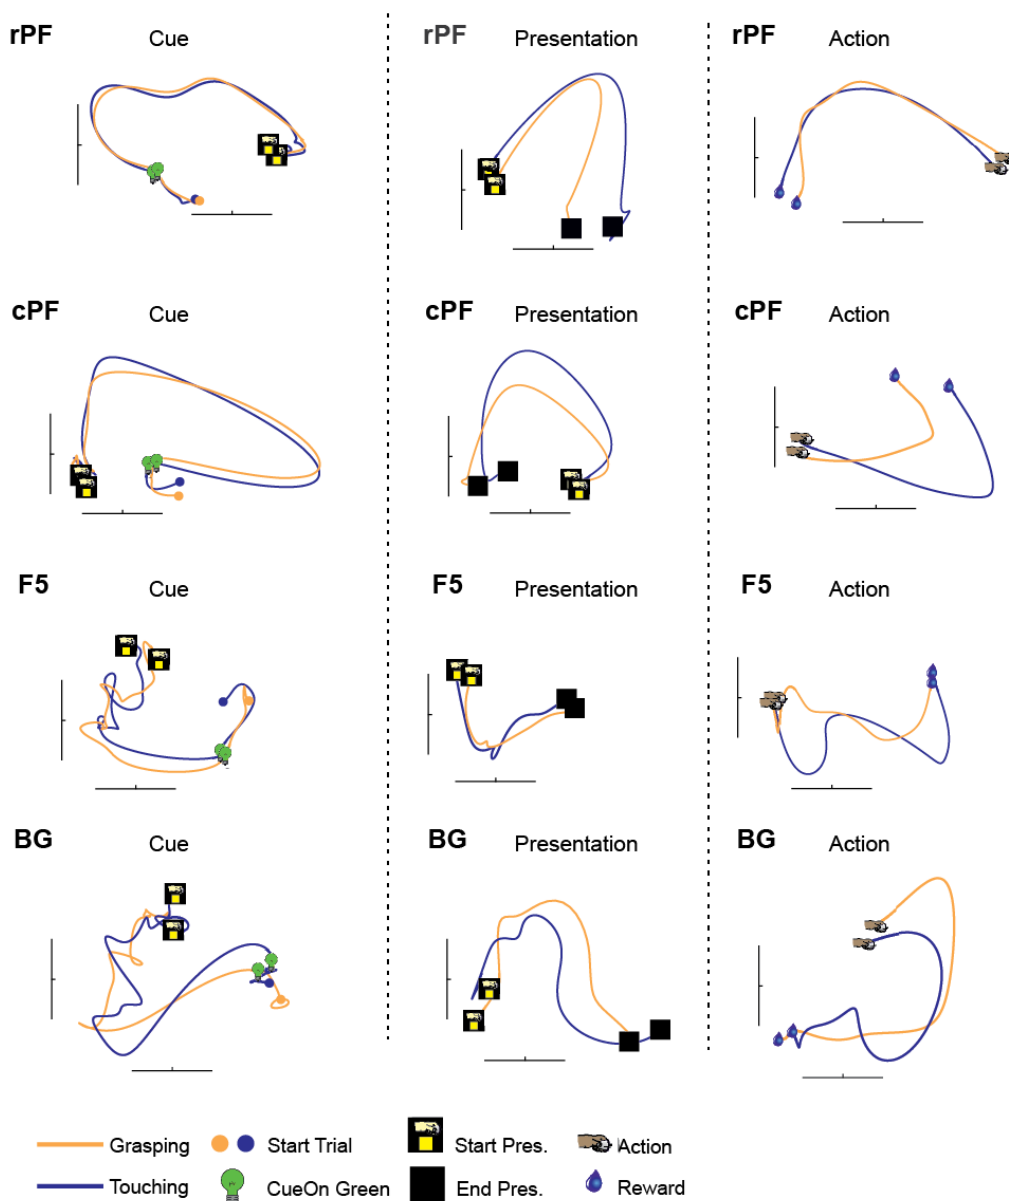 rPF Cue rPF Presentation rPF Action
cPF Cue cPF Presentation cPF Action
F5 Cue F5 Presentation F5 Action
BG Cue BG Presentation BG Action
Grasping Start Trial Start Pres. Action
Touching CueOn Green End Pres. Reward